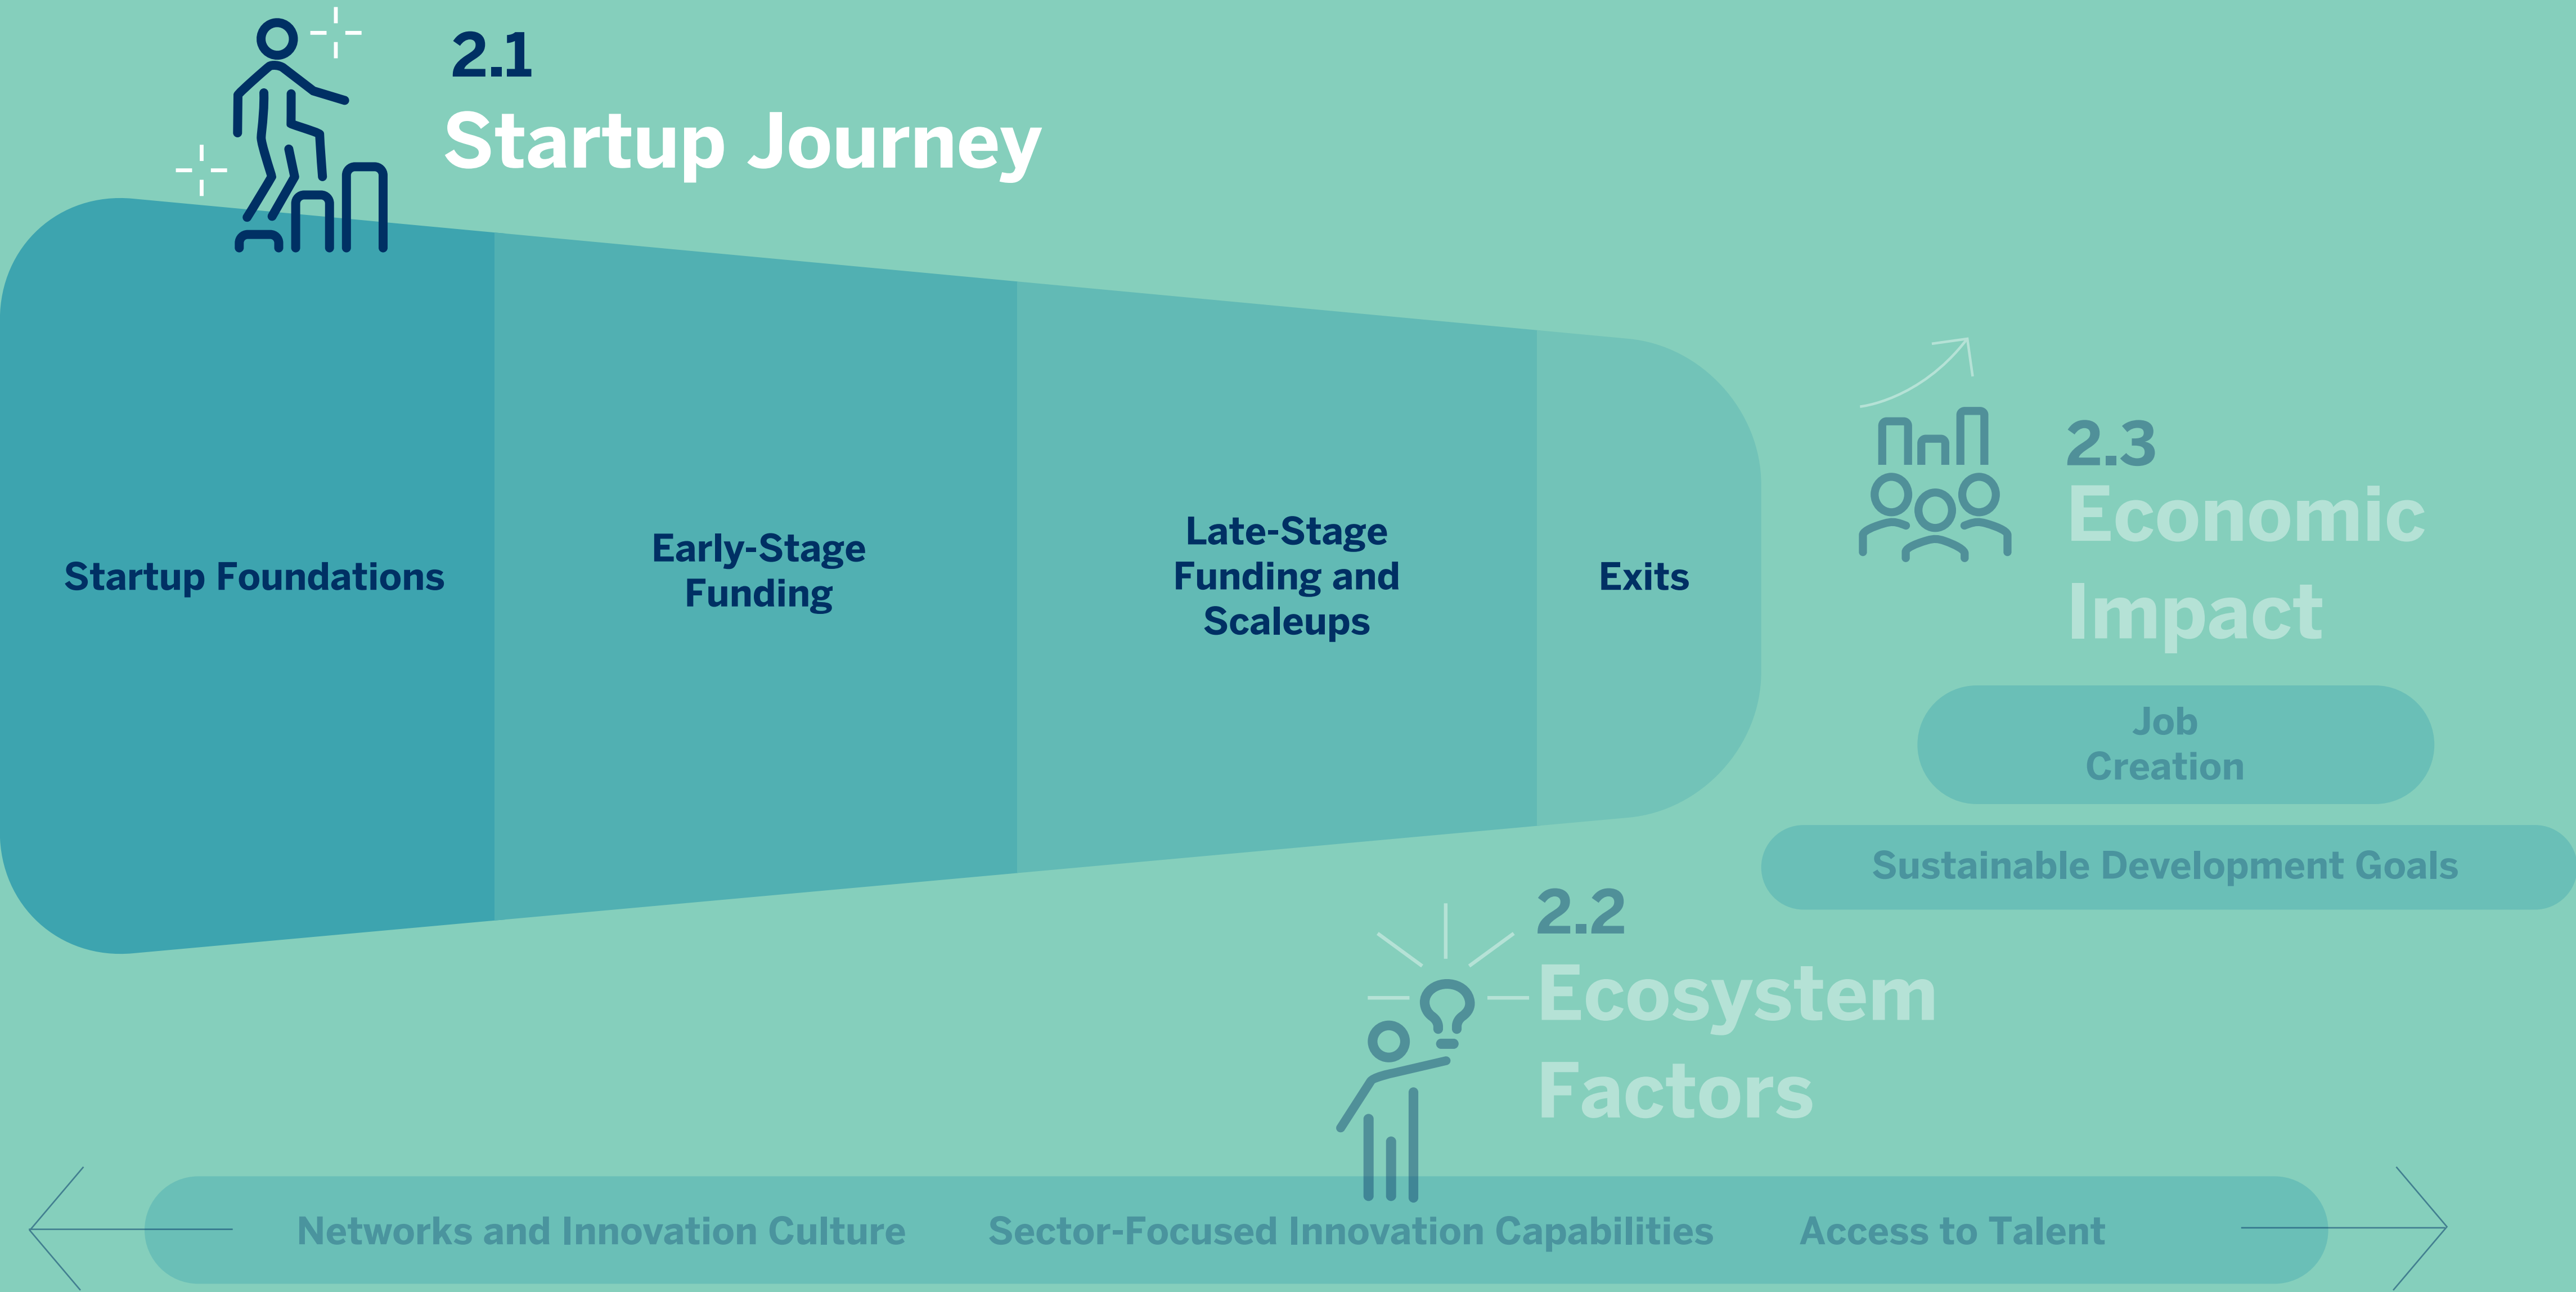 2.1
Startup Journey
Startup Foundations
Early-Stage
Funding
Late-Stage
Funding and
Scaleups
Exits
2.3
Economic
Impact
Job
Creation
Sustainable Development Goals
2.2
Ecosystem
Factors
Networks and Innovation Culture
Sector-Focused Innovation Capabilities
Access to Talent